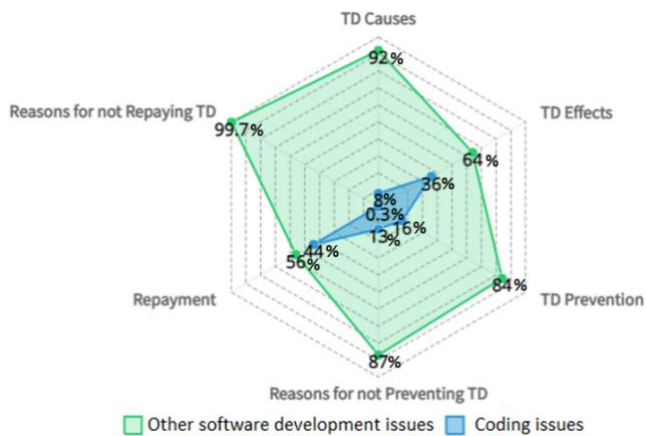 TD Causes
92%
Reasons for not Repaying TD
99.7%
TD Effects
64%
36%
8%
0.3%
16%
13%
44%
56%
Repayment
84%
TD Prevention
87%
Reasons for not Preventing TD
Other software development issues
Coding issues